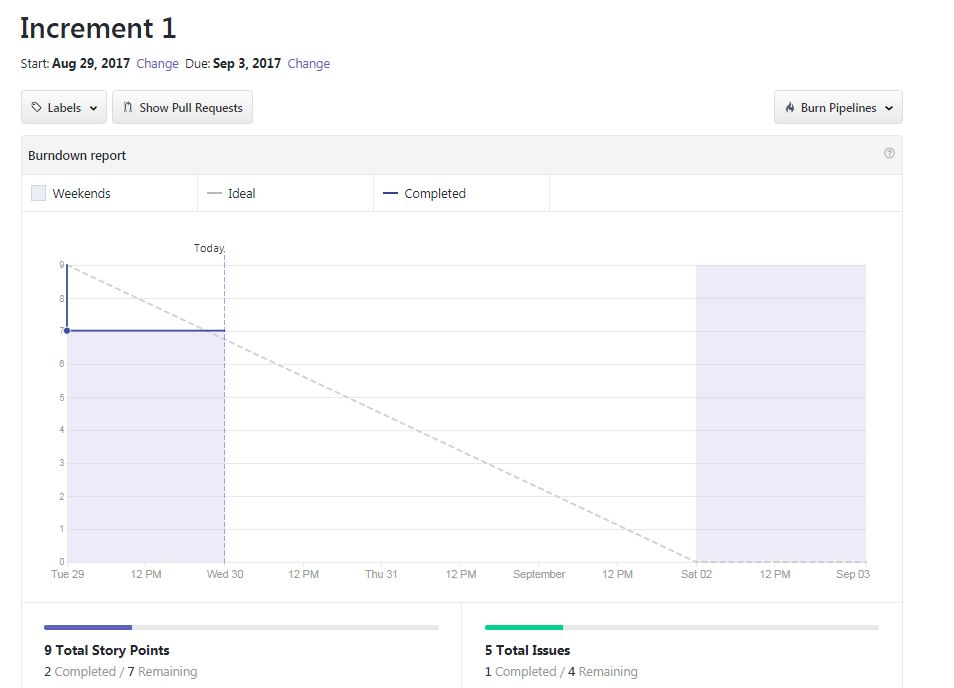 Increment 1
Start: Aug 29, 2017 Change Due: Sep 3, 2017 Change
Labels Show Pull Requests Burn Pipelines
Burndown report
Weekends Ideal Completed
Today
9
8
7
6
5
4
3
2
1
0
Tue 29 12 PM Wed 30 12 PM Thu 31 12 PM September 12 PM Sat 02 12 PM Sep 03
9 Total Story Points
2 Completed / 7 Remaining
5 Total Issues
1 Completed / 4 Remaining